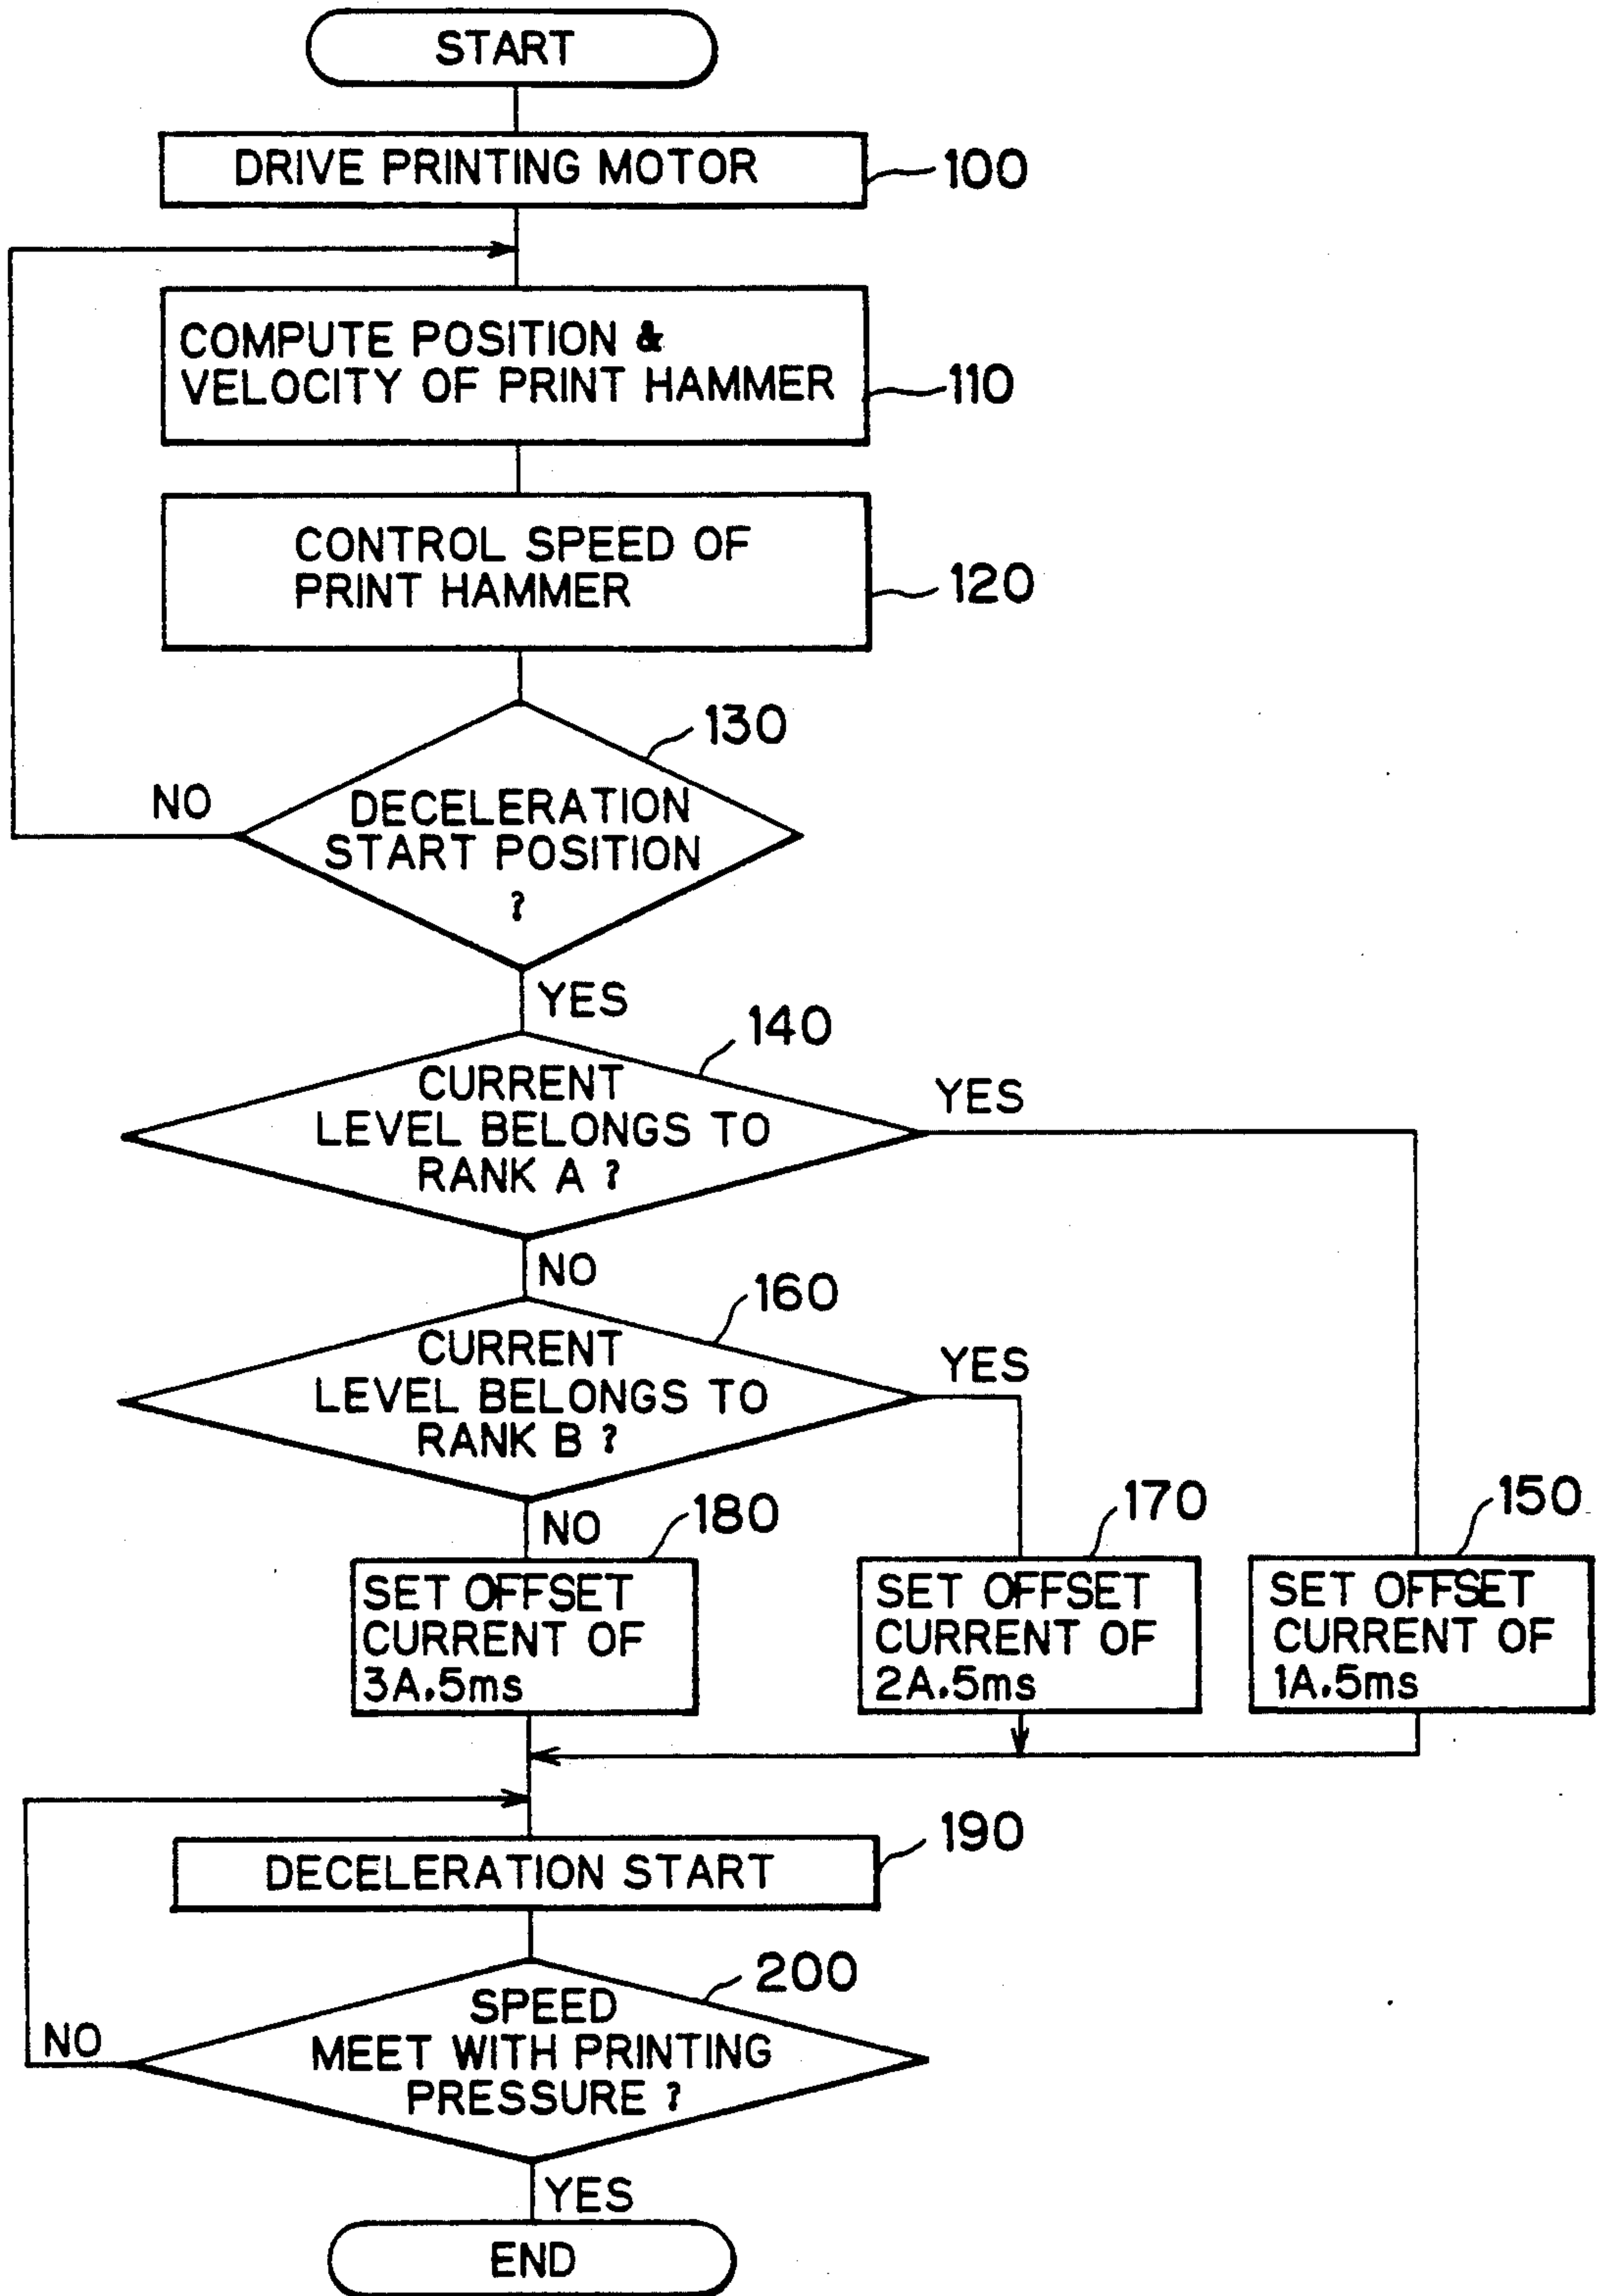 START
DRIVE PRINTING MOTOR
100
COMPUTE POSITION &
VELOCITY OF PRINT HAMMER
110
CONTROL SPEED OF
PRINT HAMMER
120
130
NO
DECELERATION
START POSITION
?
YES
140
CURRENT
LEVEL BELONGS TO
RANK A ?
YES
NO
160
CURRENT
LEVEL BELONGS TO
RANK B ?
YES
NO
180
SET OFFSET
CURRENT OF
3A.5ms
170
SET OFFSET
CURRENT OF
2A.5ms
150
SET OFFSET
CURRENT OF
1A.5ms
190
DECELERATION START
200
SPEED
MEET WITH PRINTING
PRESSURE ?
NO
YES
END